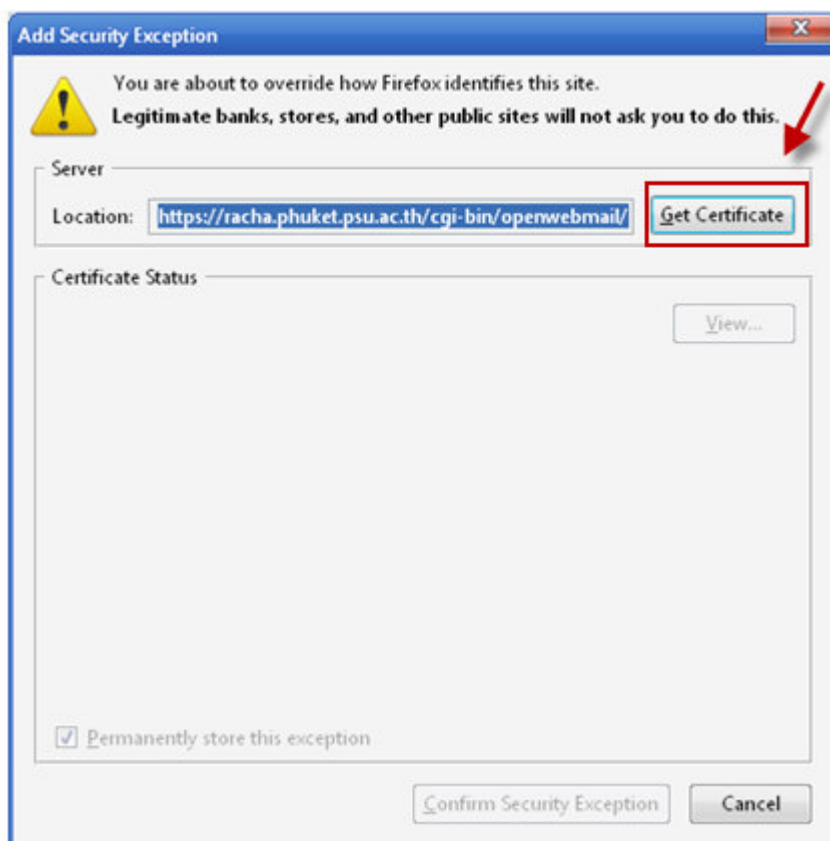 Add Security Exception
You are about to override how Firefox identifies this site.
Legitimate banks, stores, and other public sites will not ask you to do this.
Server
Location: https://racha.phuket.psu.ac.th/cgi-bin/openwebmail/ Get Certificate
Certificate Status
View...
Permanently store this exception
Confirm Security Exception Cancel